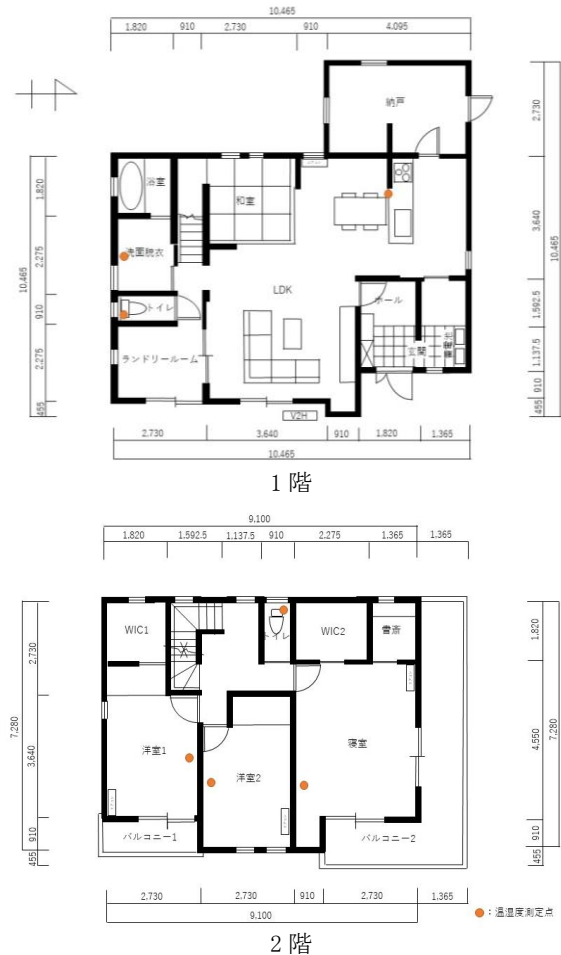 10.465
1.820 910 2.730 910 4.095
納戸
2.730
浴室
和室
1.820
3.640
洗面脱衣
2.275
10.465
10.465
LDK
ホール
トイレ
910
1,592.5
ランドリールーム
玄関
蓄電池
2.275
1,137.5
910
455
455
V2H
2.730 3.640 910 1.820 1.365
10.465
1階
9.100
1.820 1,592.5 1,137.5 910 2.275 1.365 1.365
WIC1
トイレ
WIC2
書斎
2.730
1.820
7.280
7.280
洋室1
洋室2
寝室
3.640
4.550
バルコニー1
バルコニー2
910
910
455
455
2.730 2.730 910 2.730 1.365
9.100
:温湿度測定点
2階